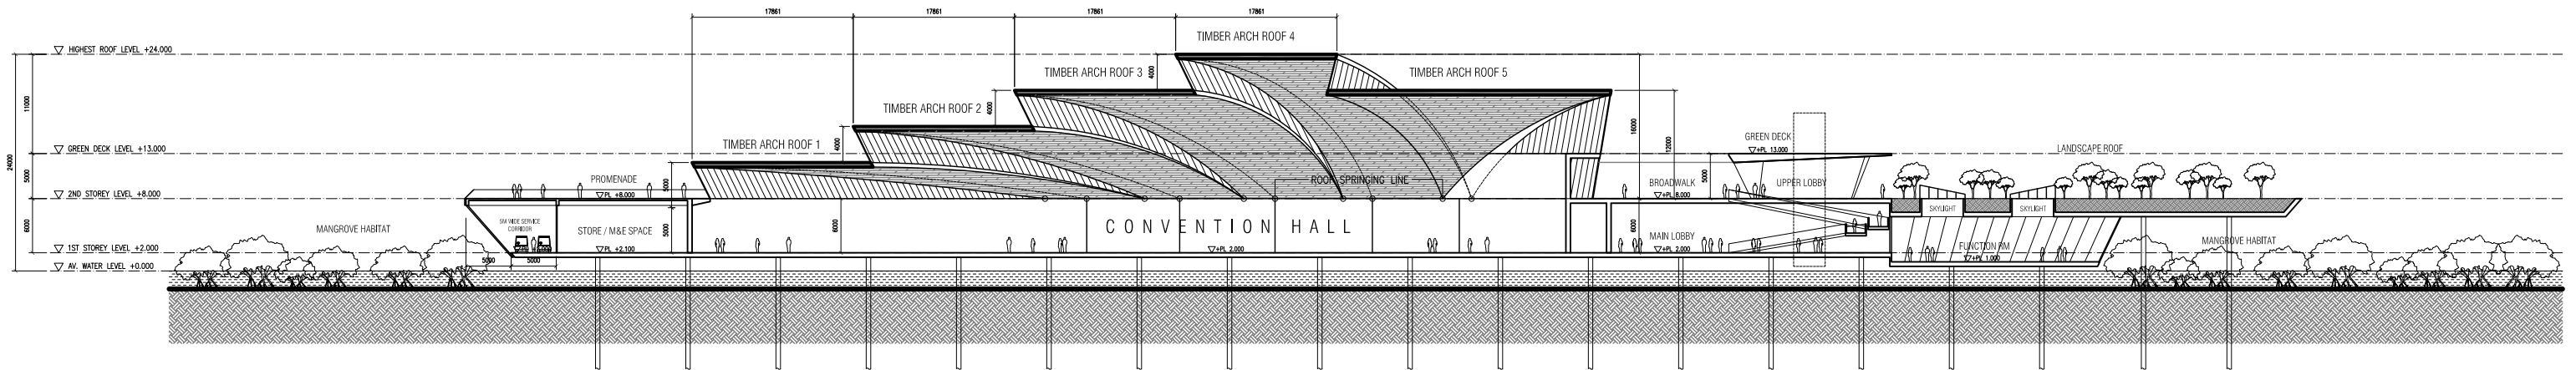 17861
17861
17861
17861
TIMBER ARCH ROOF 4
HIGHEST ROOF LEVEL +24.000
TIMBER ARCH ROOF 3
4000
TIMBER ARCH ROOF 5
TIMBER ARCH ROOF 2
4000
11000
16000
TIMBER ARCH ROOF 1
4000
GREEN DECK
12000
GREEN DECK LEVEL +13.000
+PL 13.000
LANDSCAPE ROOF
24000
5000
PROMENADE
5000
ROOF SPRINGING LINE
BROADWALK
5000
UPPER LOBBY
2ND STOREY LEVEL +8.000
PL +8.000
+PL 8.000
SKYLIGHT
SKYLIGHT
5M WIDE SERVICE
CORRIDOR
MANGROVE HABITAT
STORE / M&E SPACE
5000
6000
CONVENTION HALL
6000
MAIN LOBBY
MANGROVE HABITAT
6000
1ST STOREY LEVEL +2.000
PL +2.100
+PL 2.000
+PL 2.000
FUNCTION RM
+PL 1.000
AV. WATER LEVEL +0.000
5000
5000